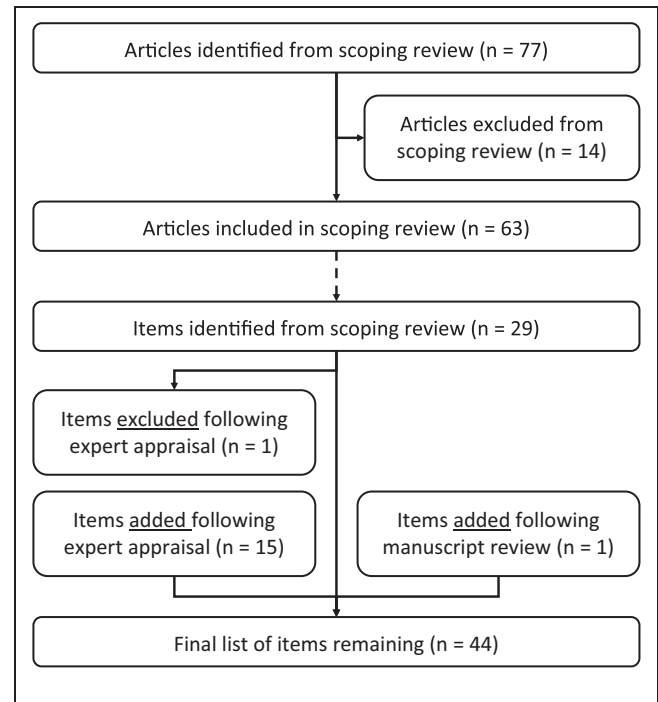 Articles identified from scoping review (n = 77)
Articles excluded from
scoping review (n = 14)
Articles included in scoping review (n = 63)
Items identified from scoping review (n = 29)
Items excluded following
expert appraisal (n = 1)
Items added following
expert appraisal (n = 15)
Items added following
manuscript review (n = 1)
Final list of items remaining (n = 44)